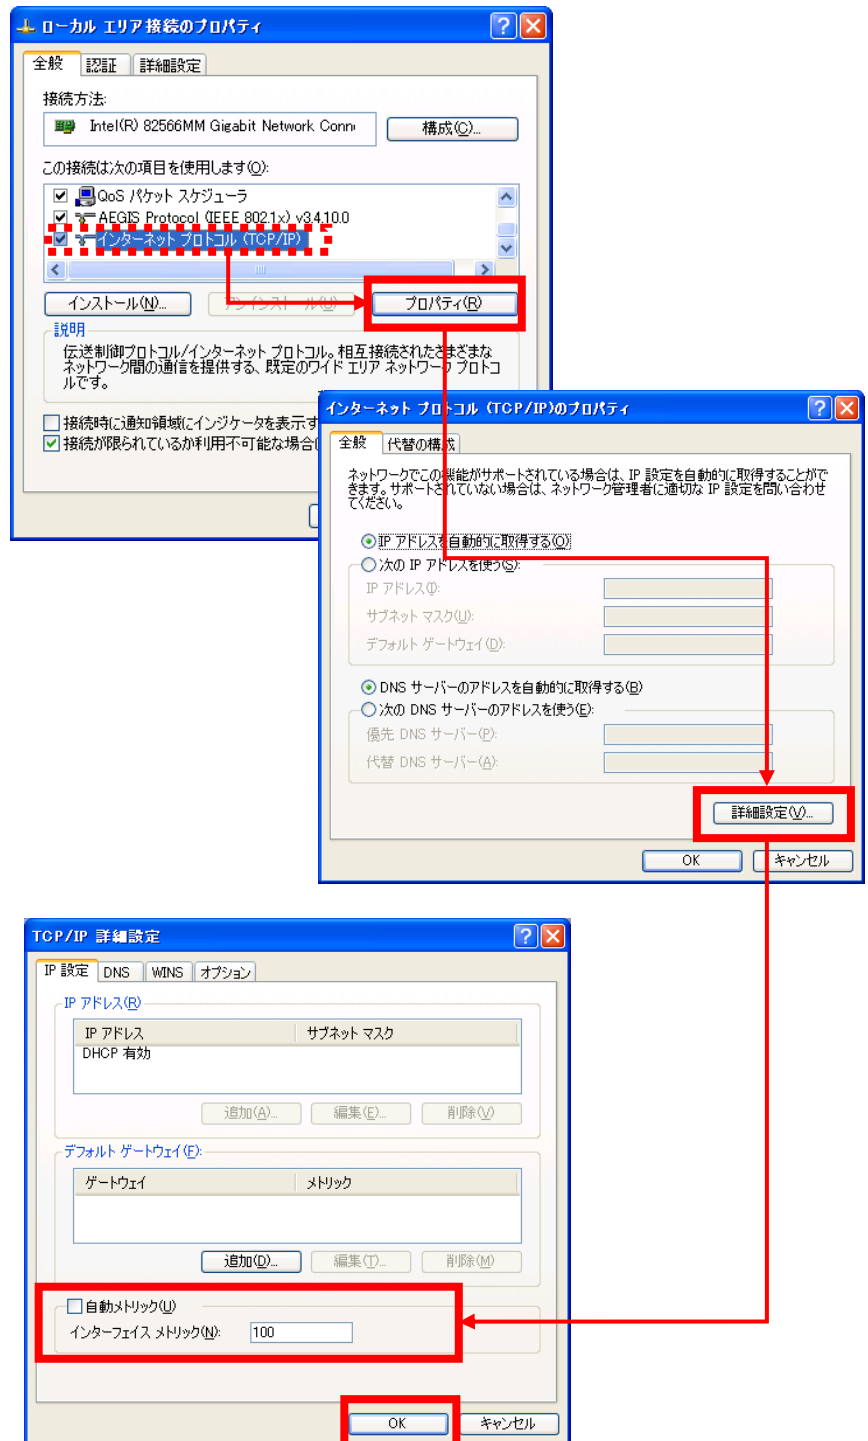 ローカル エリア接続のプロパティ
全般 認証 詳細設定
接続方法:
Intel(R) 82566MM Gigabit Network Conn
構成(C)...
この接続は次の項目を使用します(O):
QoS パケット スケジューラ
AEGIS Protocol (IEEE 802.1x) v3.4.10.0
インターネット プロトコル (TCP/IP)
インストール(N)... アンインストール(U) プロパティ(R)
説明
伝送制御プロトコル/インターネット プロトコル。相互接続されたさまざまな
ネットワーク間の通信を提供する、既定のワイド エリア ネットワーク プロトコ
ルです。
接続時に通知領域にインジケータを表示す
接続が限られているか利用不可能な場合に
インターネット プロトコル (TCP/IP)のプロパティ
全般 代替の構成
ネットワークでこの機能がサポートされている場合は、IP 設定を自動的に取得することがで
きます。サポートされていない場合は、ネットワーク管理者に適切な IP 設定を問い合わせ
てください。
IP アドレスを自動的に取得する(O)
次の IP アドレスを使う(S):
IP アドレス(I):
サブネット マスク(U):
デフォルト ゲートウェイ(D):
DNS サーバーのアドレスを自動的に取得する(B)
次の DNS サーバーのアドレスを使う(E):
優先 DNS サーバー(P):
代替 DNS サーバー(A):
詳細設定(V)...
OK キャンセル
TCP/IP 詳細設定
IP 設定 DNS WINS オプション
IP アドレス(R)
IP アドレス サブネット マスク
DHCP 有効
追加(A)... 編集(E)... 削除(V)
デフォルト ゲートウェイ(F):
ゲートウェイ メトリック
追加(D)... 編集(T)... 削除(M)
自動メトリック(U)
インターフェイス メトリック(N): 100
OK キャンセル